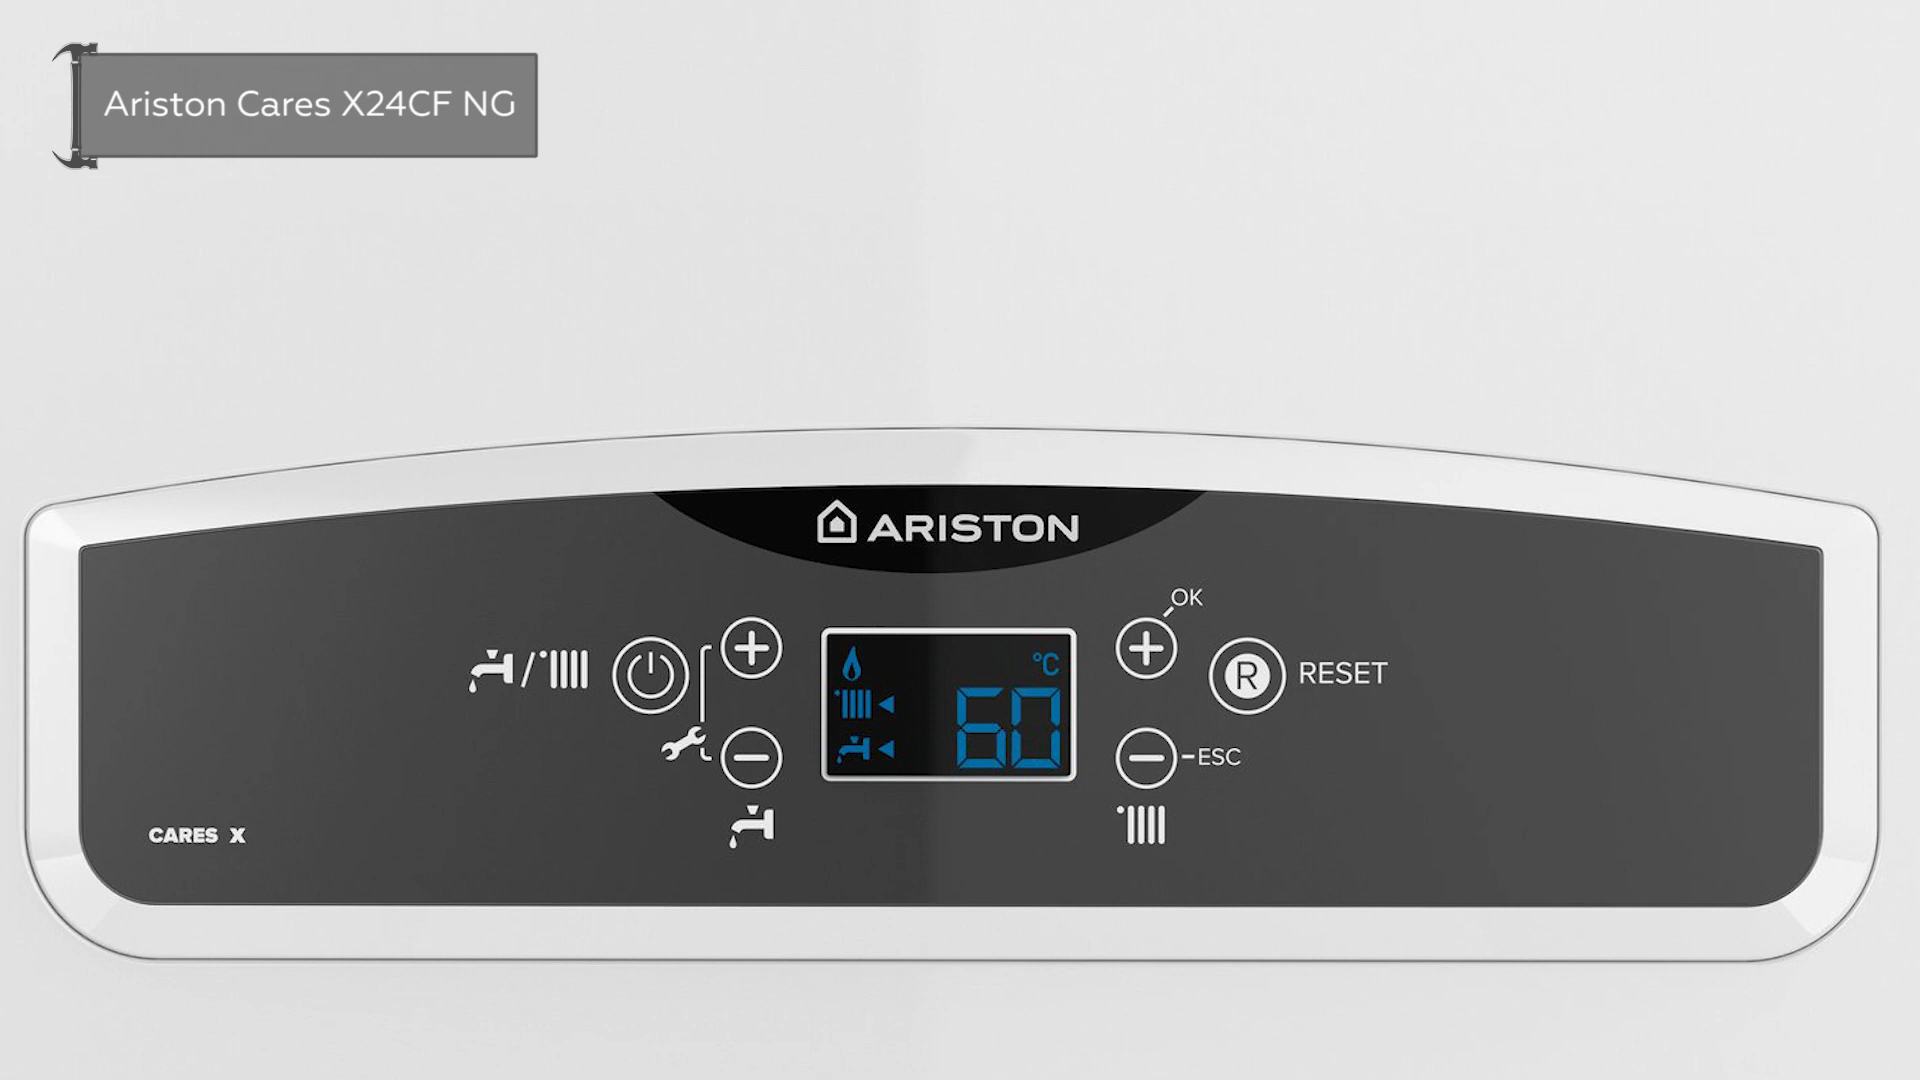 Ariston Cares X24CF NG
ARISTON
OK
°C
60
R RESET
ESC
CARES X